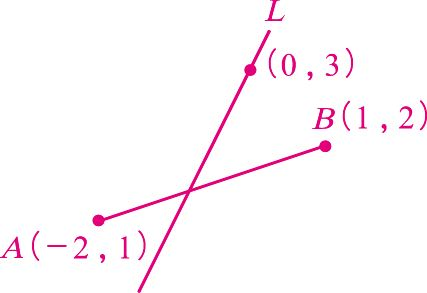 L
(0 , 3)
B(1 , 2)
A(−2 , 1)